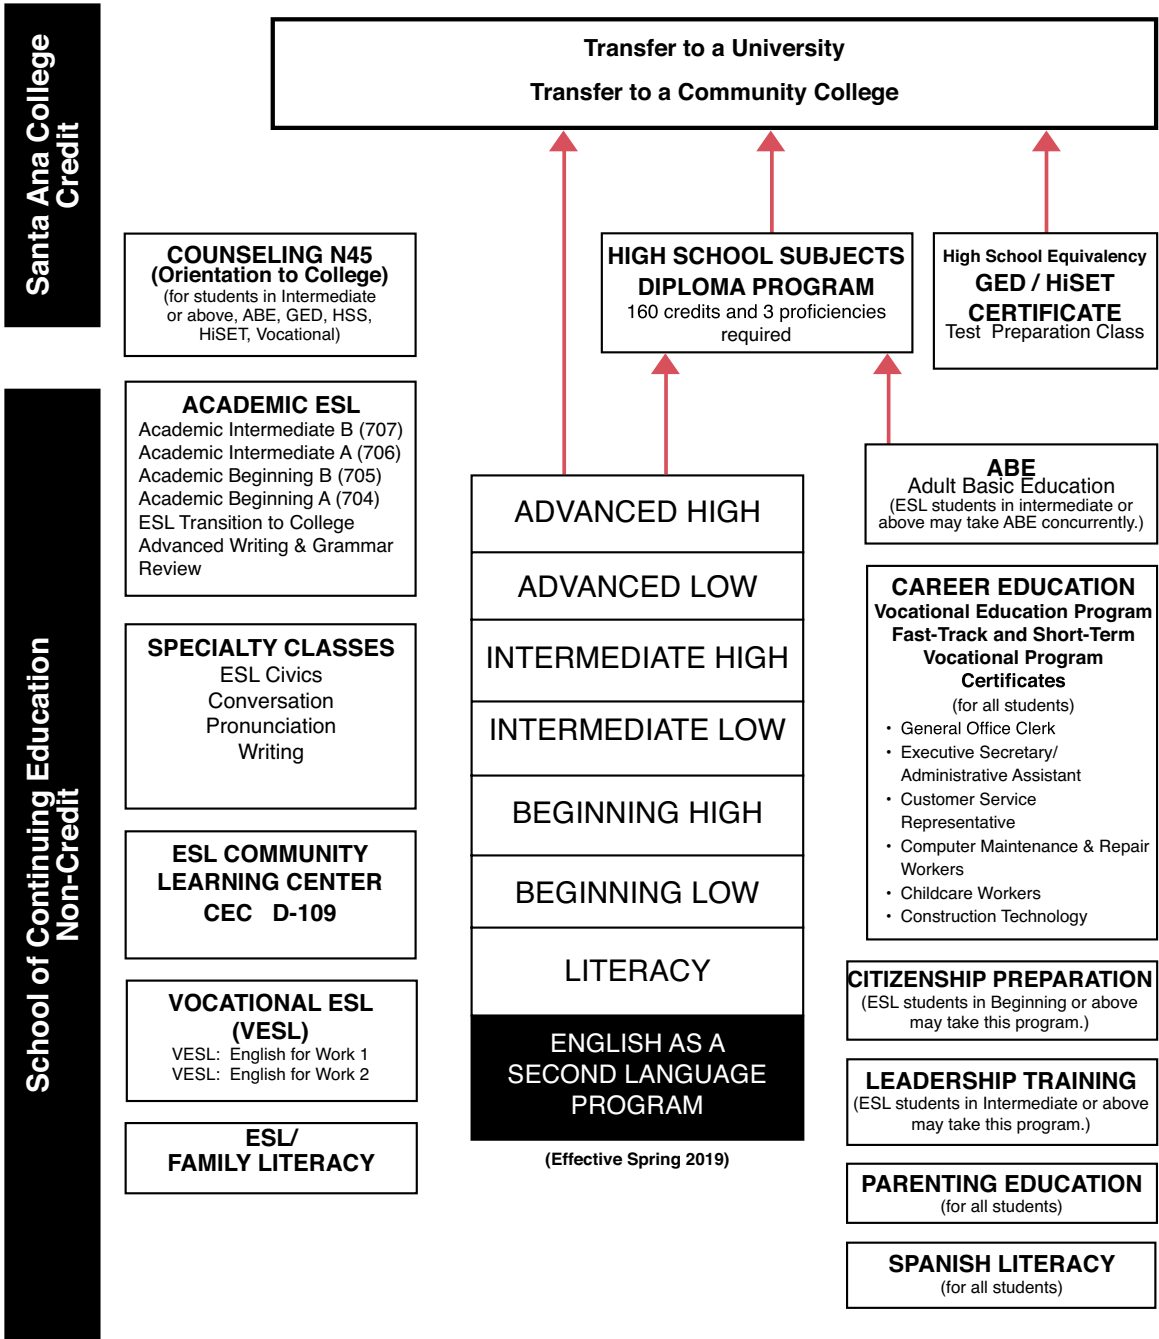 Santa Ana College
Credit
School of Continuing Education
Non-Credit
Transfer to a University
Transfer to a Community College
COUNSELING N45
(Orientation to College)
(for students in Intermediate
or above, ABE, GED, HSS,
HiSET, Vocational)
ACADEMIC ESL
Academic Intermediate B (707)
Academic Intermediate A (706)
Academic Beginning B (705)
Academic Beginning A (704)
ESL Transition to College
Advanced Writing & Grammar
Review
SPECIALTY CLASSES
ESL Civics
Conversation
Pronunciation
Writing
ESL COMMUNITY
LEARNING CENTER
CEC D-109
VOCATIONAL ESL
(VESL)
VESL: English for Work 1
VESL: English for Work 2
ESL/
FAMILY LITERACY
ADVANCED HIGH
ADVANCED LOW
INTERMEDIATE HIGH
INTERMEDIATE LOW
BEGINNING HIGH
BEGINNING LOW
LITERACY
ENGLISH AS A
SECOND LANGUAGE
PROGRAM
(Effective Spring 2019)
HIGH SCHOOL SUBJECTS
DIPLOMA PROGRAM
160 credits and 3 proficiencies
required
High School Equivalency
GED / HiSET
CERTIFICATE
Test Preparation Class
ABE
Adult Basic Education
(ESL students in intermediate or
above may take ABE concurrently.)
CAREER EDUCATION
Vocational Education Program
Fast-Track and Short-Term
Vocational Program
Certificates
(for all students)
• General Office Clerk
• Executive Secretary/
Administrative Assistant
• Customer Service
Representative
• Computer Maintenance & Repair
Workers
• Childcare Workers
• Construction Technology
CITIZENSHIP PREPARATION
(ESL students in Beginning or above
may take this program.)
LEADERSHIP TRAINING
(ESL students in Intermediate or above
may take this program.)
PARENTING EDUCATION
(for all students)
SPANISH LITERACY
(for all students)